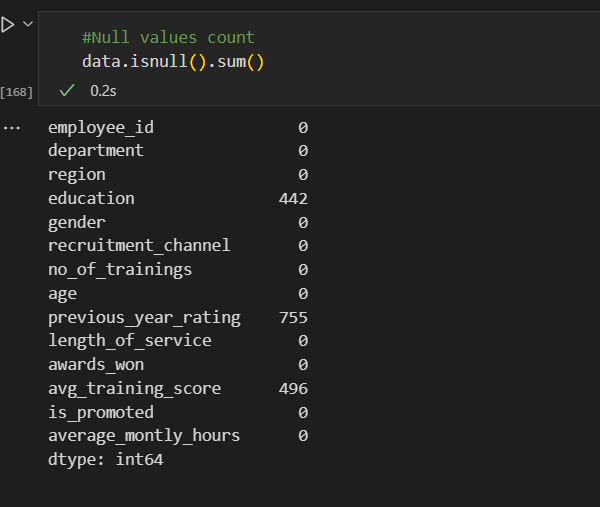 #Null values count
data.isnull().sum()
[168]
0.2s
employee_id 0
department 0
region 0
education 442
gender 0
recruitment_channel 0
no_of_trainings 0
age 0
previous_year_rating 755
length_of_service 0
awards_won 0
avg_training_score 496
is_promoted 0
average_montly_hours 0
dtype: int64